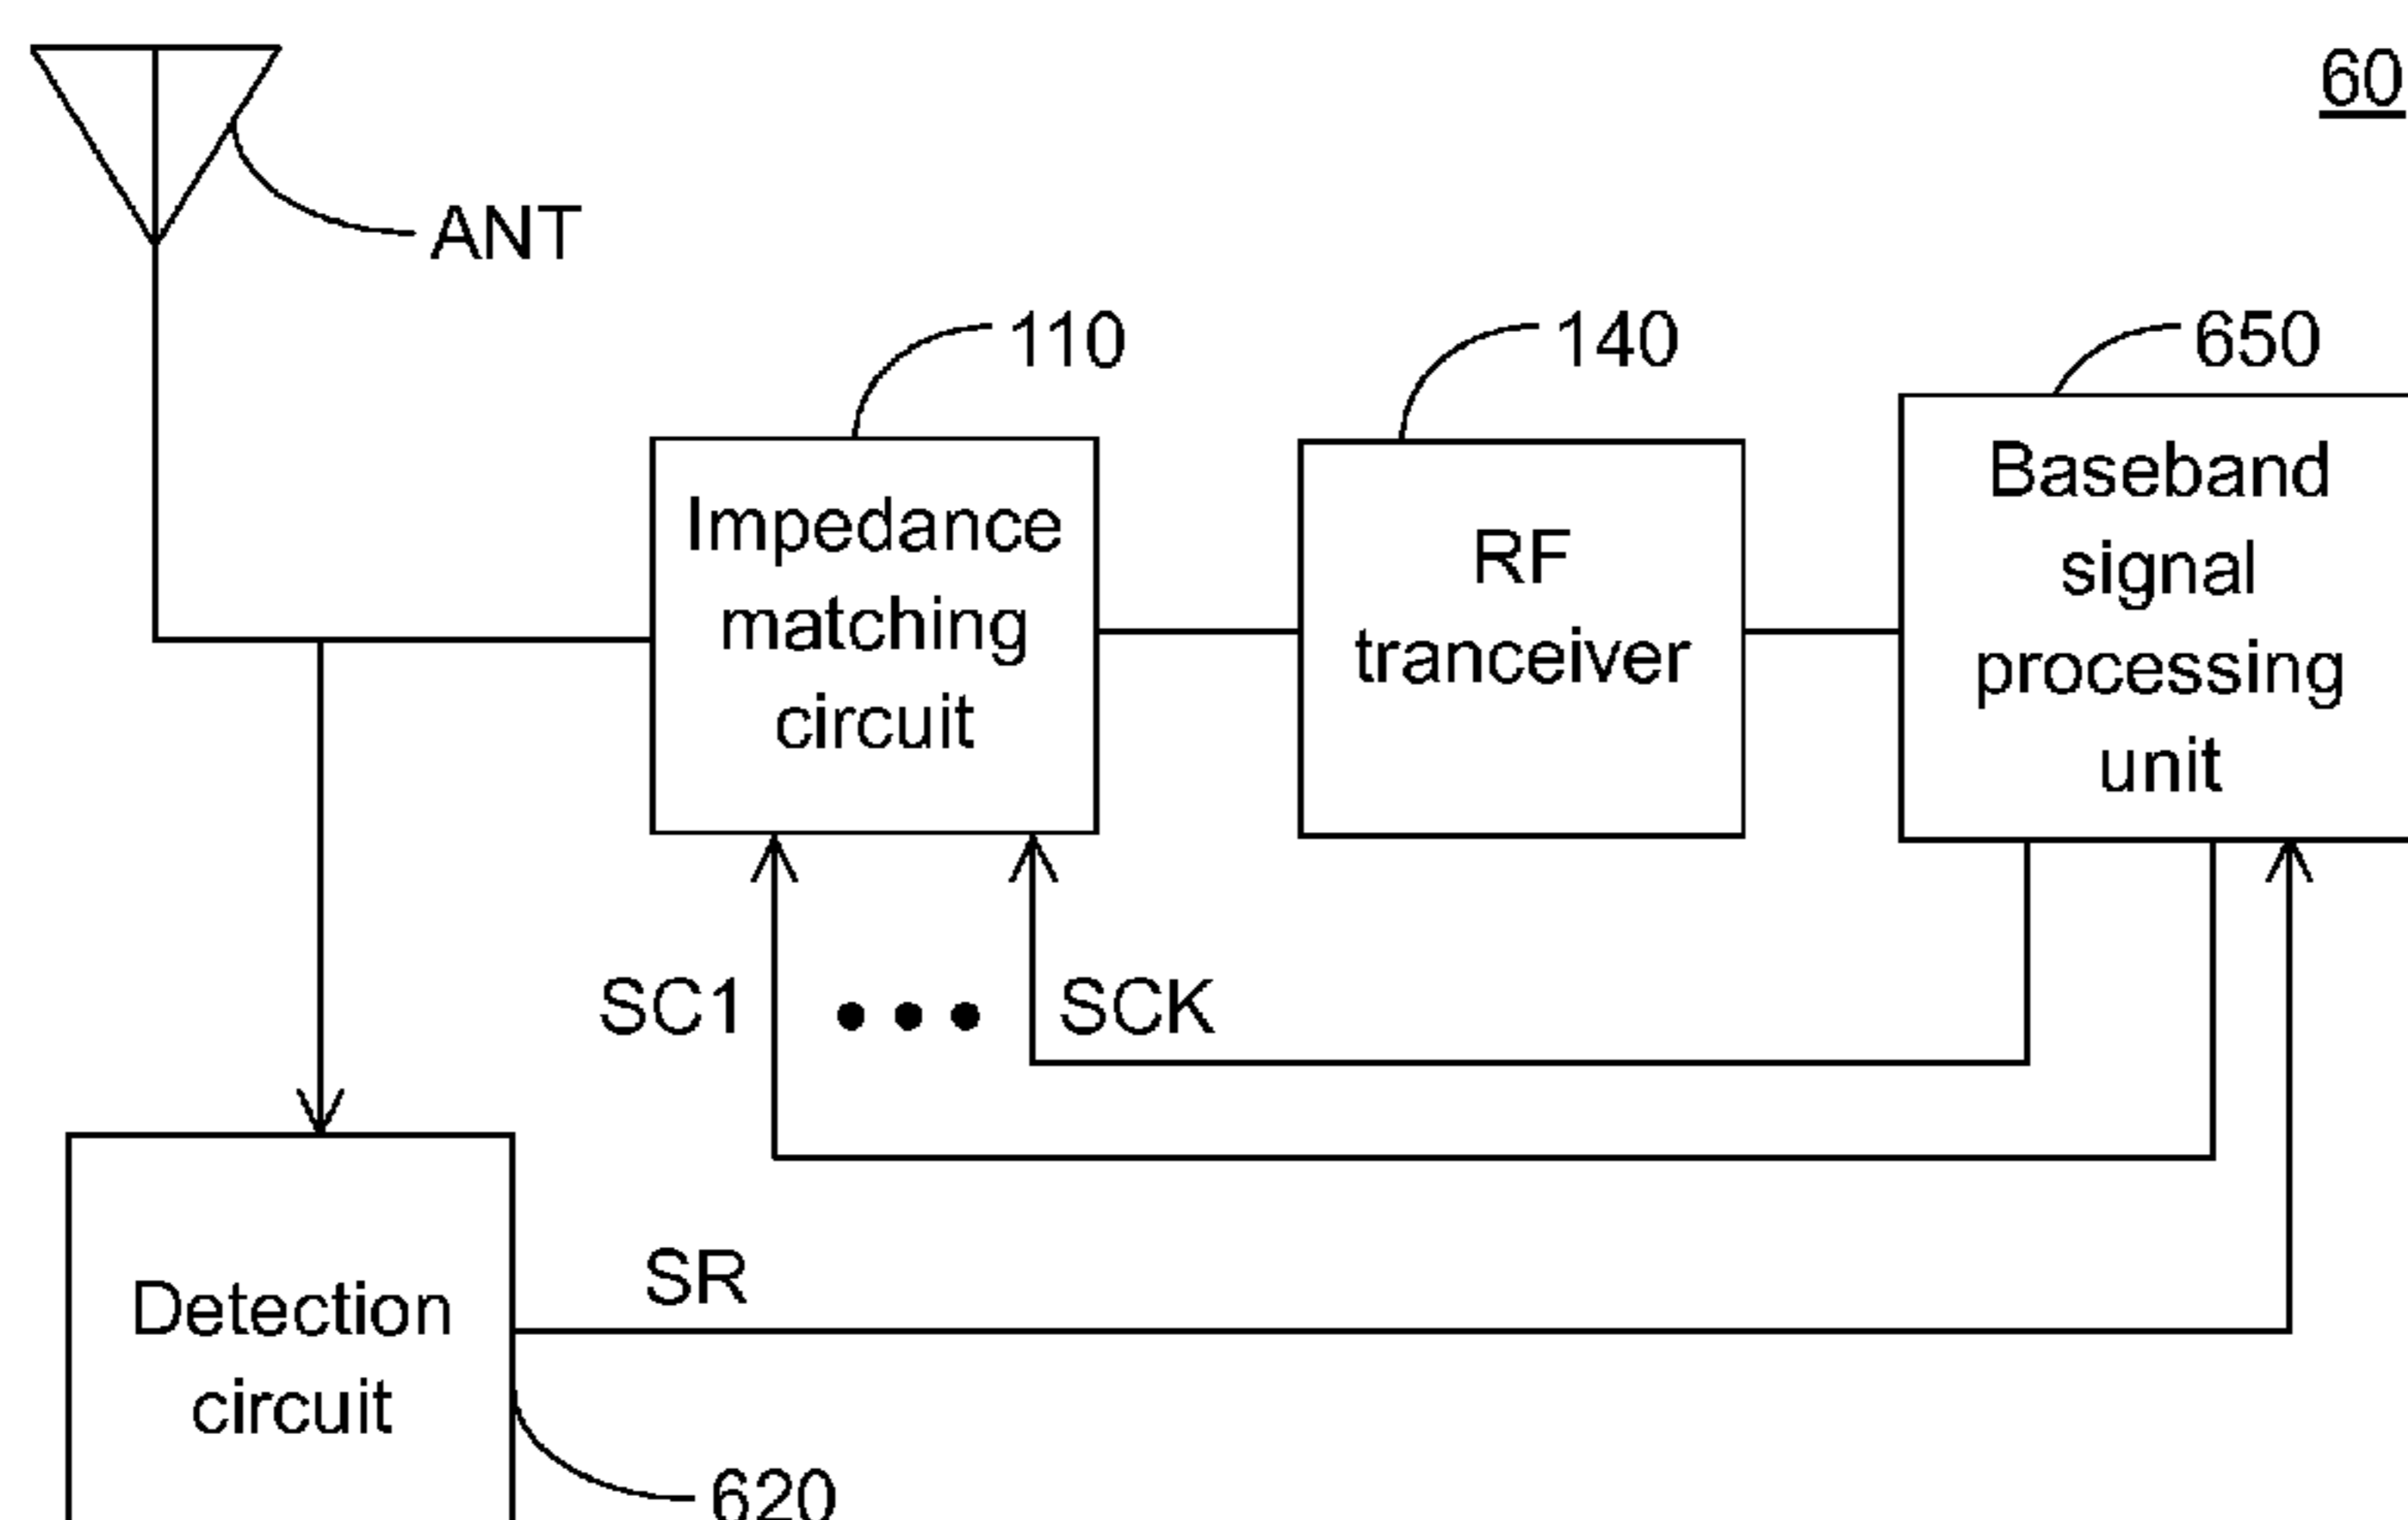 60
ANT
110
140
650
Impedance
matching
circuit
RF
tranceiver
Baseband
signal
processing
unit
SC1
SCK
SR
Detection
circuit
620